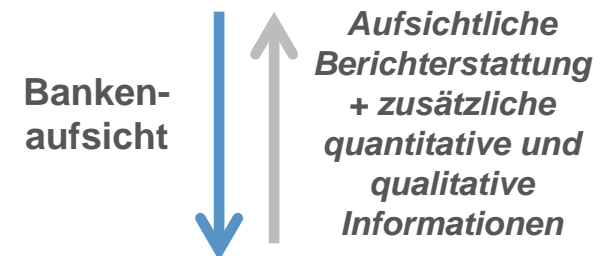 Banken-
aufsicht
Aufsichtliche
Berichterstattung
+ zusätzliche
quantitative und
qualitative
Informationen